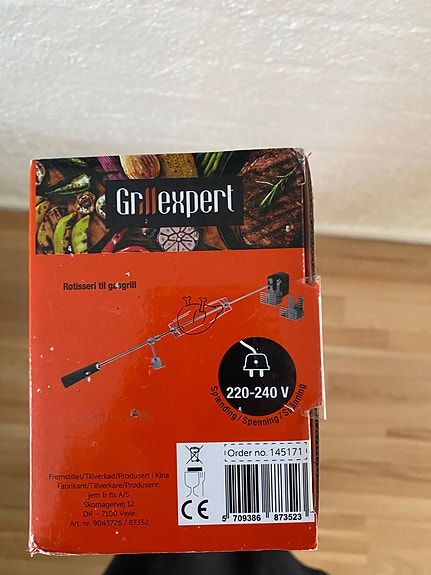 Grillexpert
Rotisseri til gasgrill
220-240 V
Spænding / Spenning / Spänning
Order no. 145171
Fremstillet/Tillverkad/Produsert i Kina
Fabrikant/Tillverkare/Produsent:
jem & fix A/S
Skomagervej 12
DK – 7100 Vejle
Art. nr. 9043726 / 87352
CE
5 709386 873523